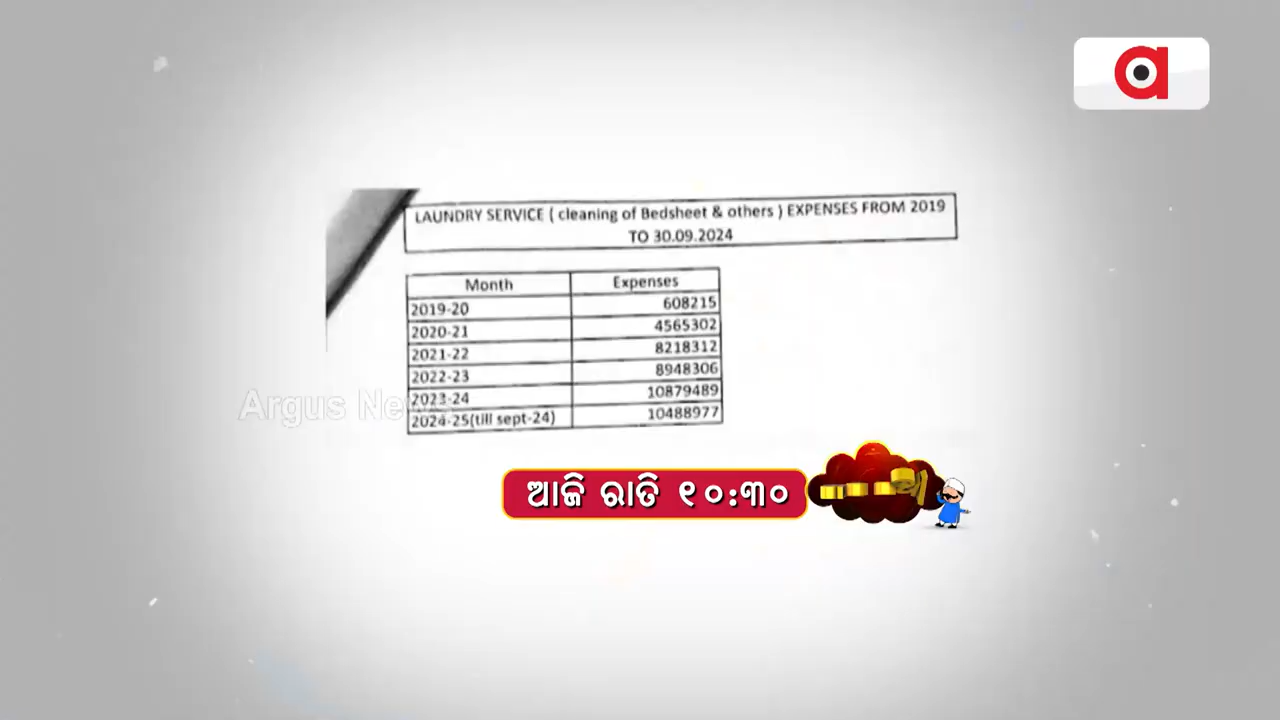 LAUNDRY SERVICE ( cleaning of Bedsheet & others ) EXPENSES FROM 2019
TO 30.09.2024
Month Expenses
2019-20 608215
2020-21 4565302
2021-22 8218312
2022-23 8948306
2023-24 10879489
2024-25(till sept-24) 10488977
Argus News
ଆଜି ରାତି ୧୦:୩୦